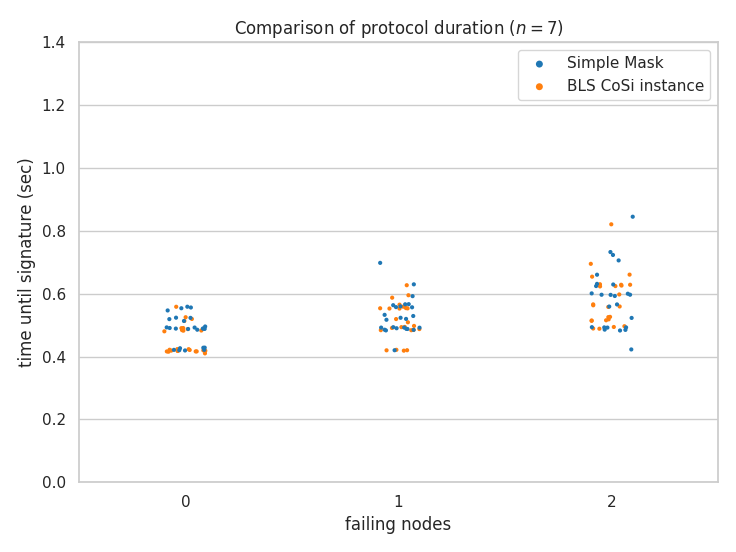 Comparison of protocol duration (n = 7)
1.4
1.2
1.0
0.8
0.6
0.4
0.2
0.0
time until signature (sec)
Simple Mask
BLS CoSi instance
0 1 2
failing nodes